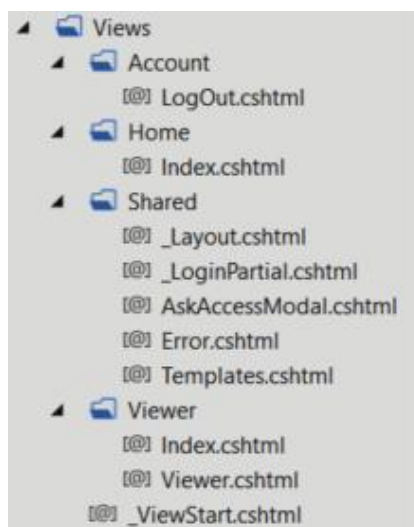 Views
Account
[@] LogOut.cshtml
Home
[@] Index.cshtml
Shared
[@] _Layout.cshtml
[@] _LoginPartial.cshtml
[@] AskAccessModal.cshtml
[@] Error.cshtml
[@] Templates.cshtml
Viewer
[@] Index.cshtml
[@] Viewer.cshtml
[@] _ViewStart.cshtml